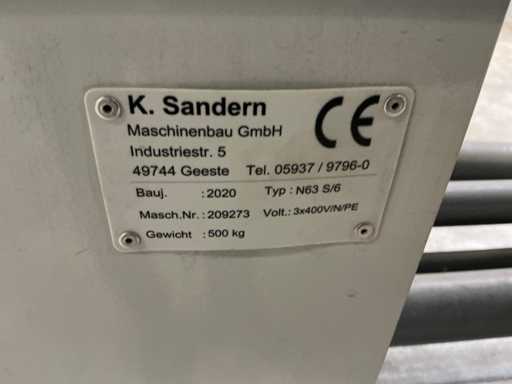 K. Sandern
Maschinenbau GmbH
Industriestr. 5
49744 Geeste Tel. 05937 / 9796-0
CE
Bauj. : 2020 Typ : N63 S/6
Masch.Nr. : 209273 Volt.: 3x400V/N/PE
Gewicht : 500 kg